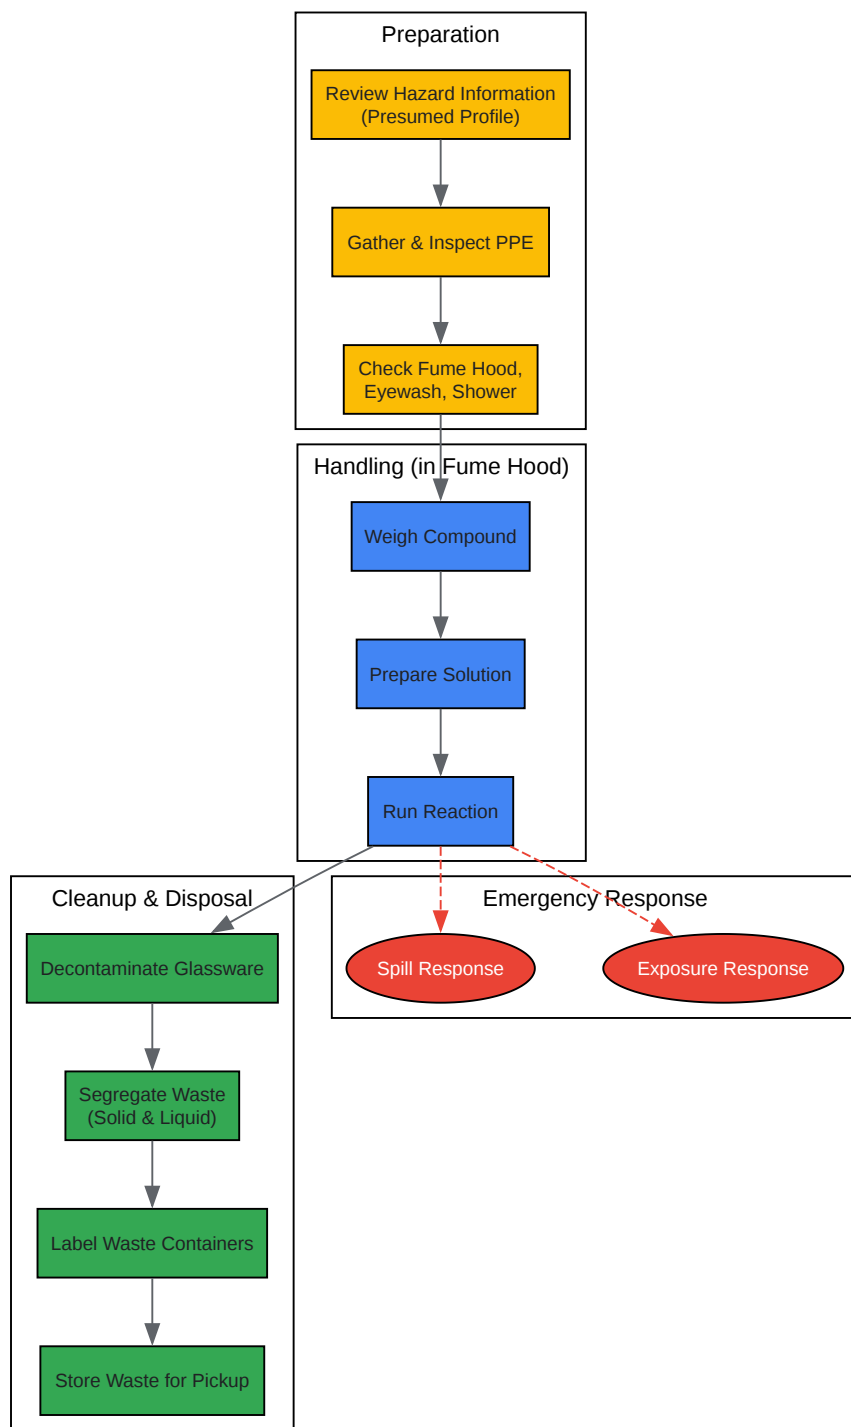 Preparation
Review Hazard Information
(Presumed Profile)
Gather & Inspect PPE
Check Fume Hood,
Eyewash, Shower
Handling (in Fume Hood)
Weigh Compound
Prepare Solution
Run Reaction
Cleanup & Disposal
Decontaminate Glassware
Segregate Waste
(Solid & Liquid)
Label Waste Containers
Store Waste for Pickup
Emergency Response
Spill Response
Exposure Response